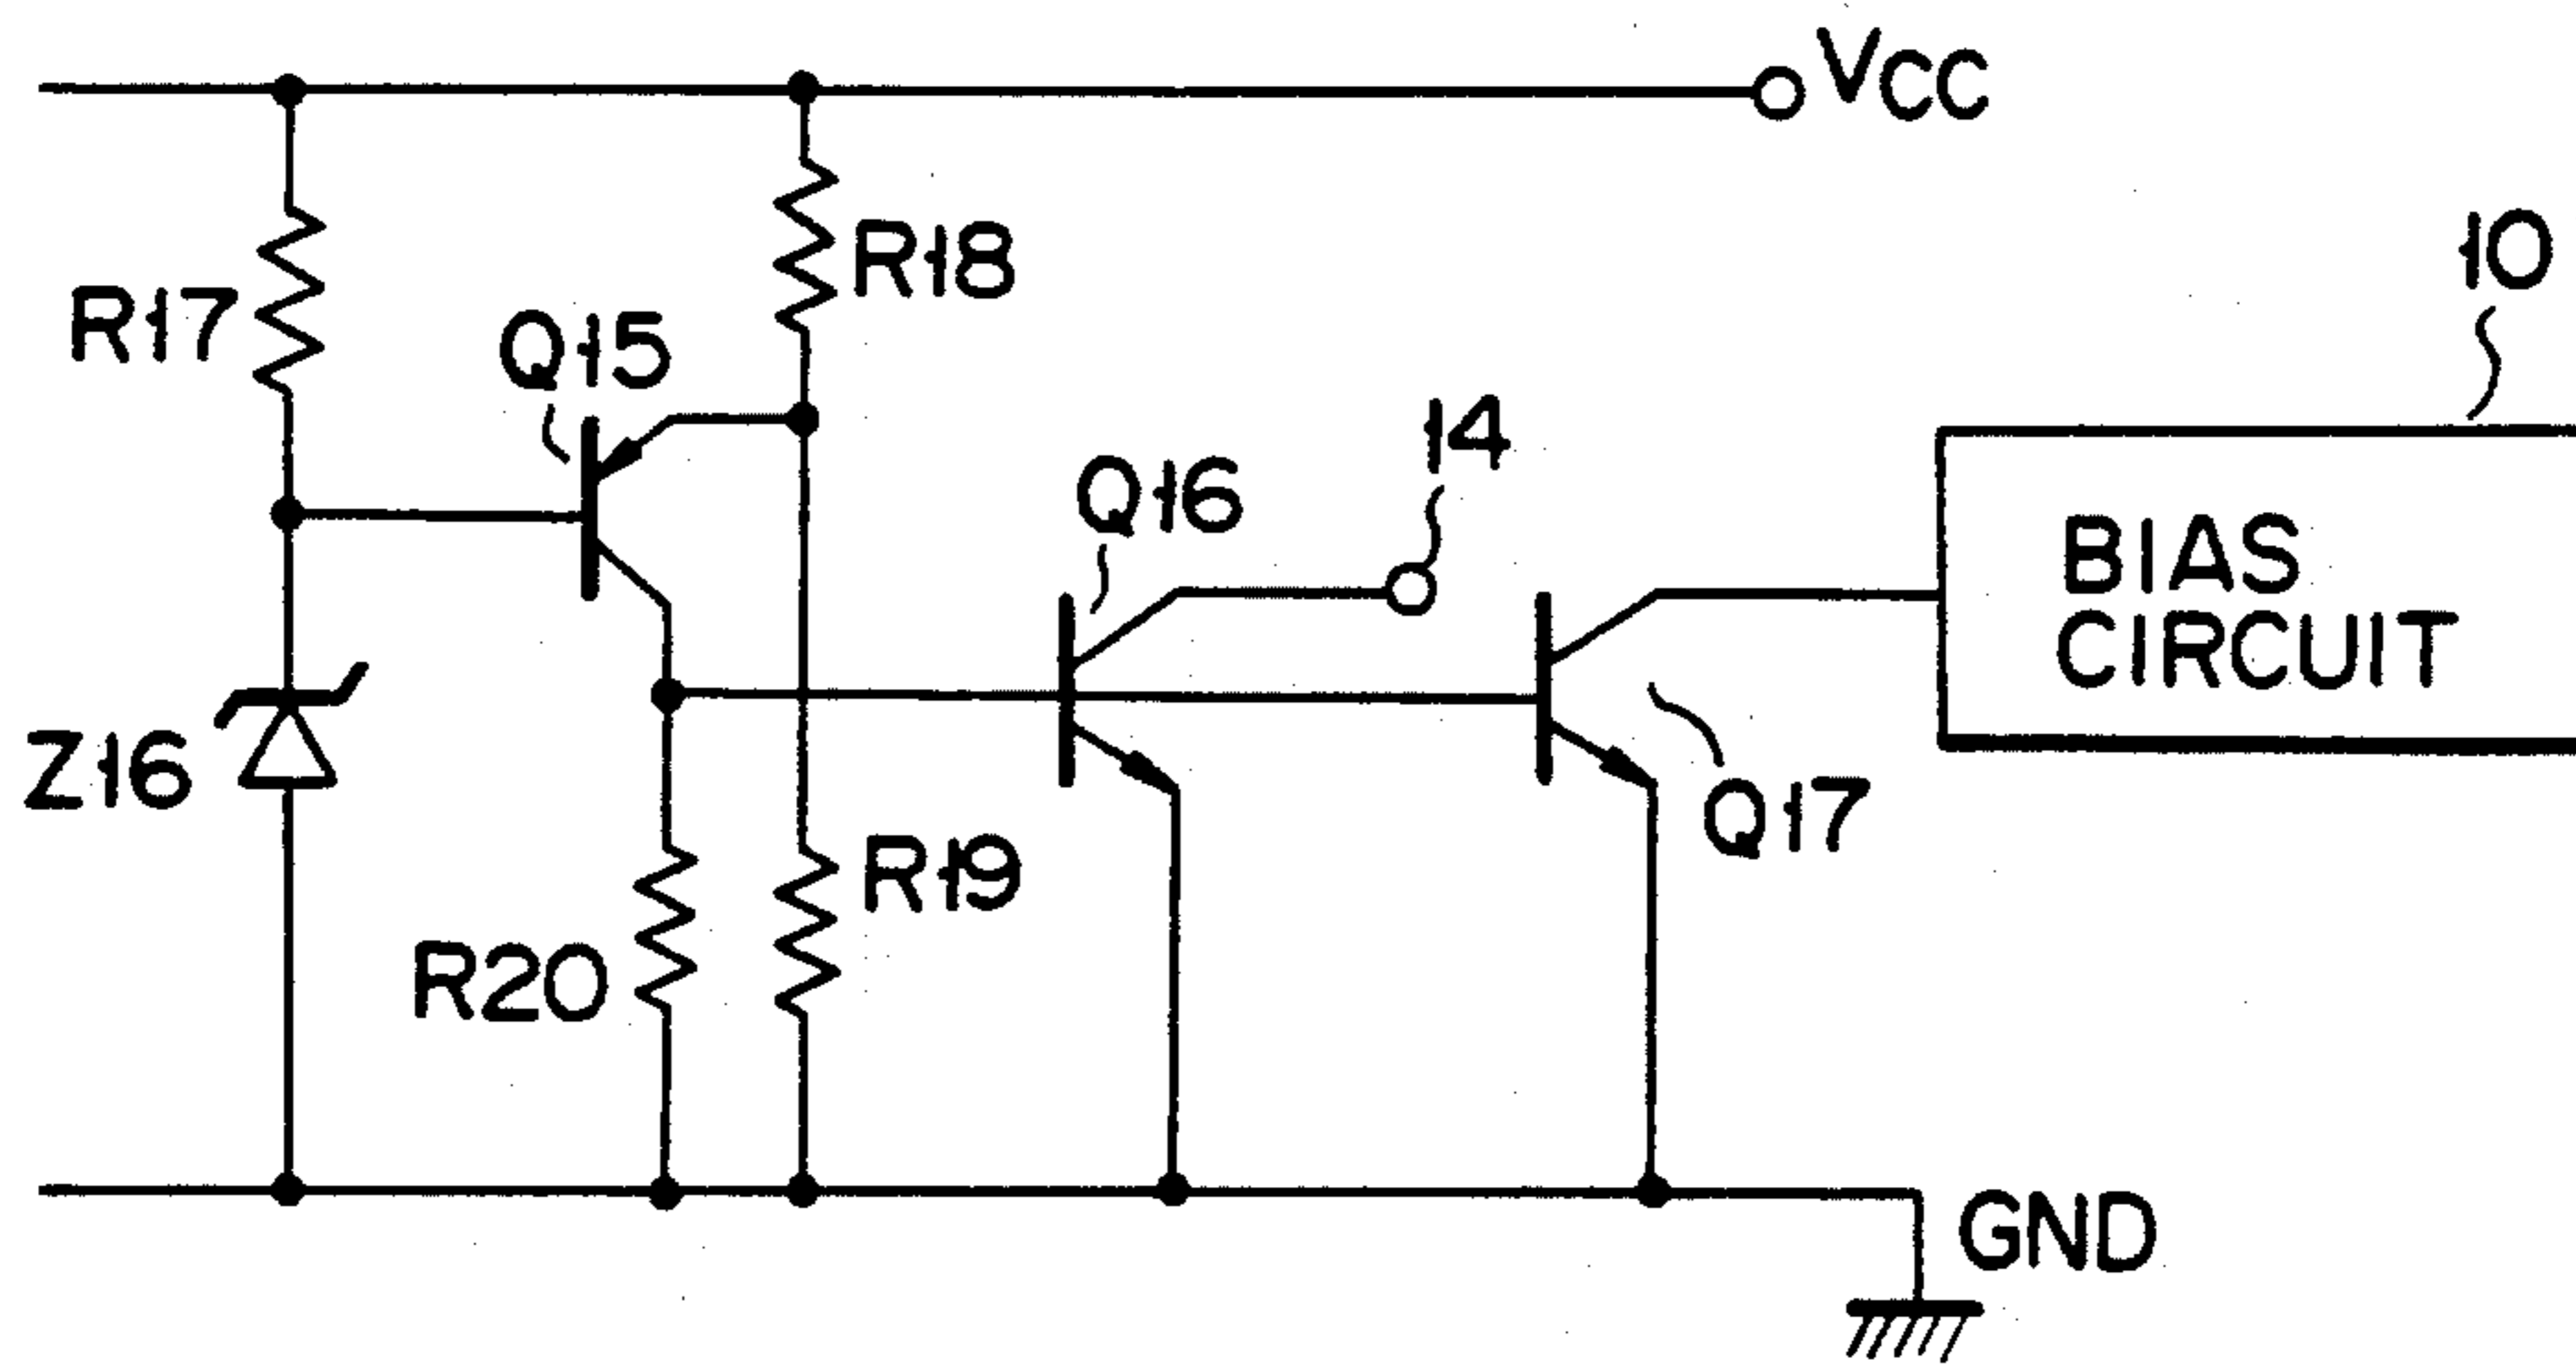 VCC
R17
R18
Q15
10
14
Q16
BIAS
CIRCUIT
Z16
Q17
R19
R20
GND